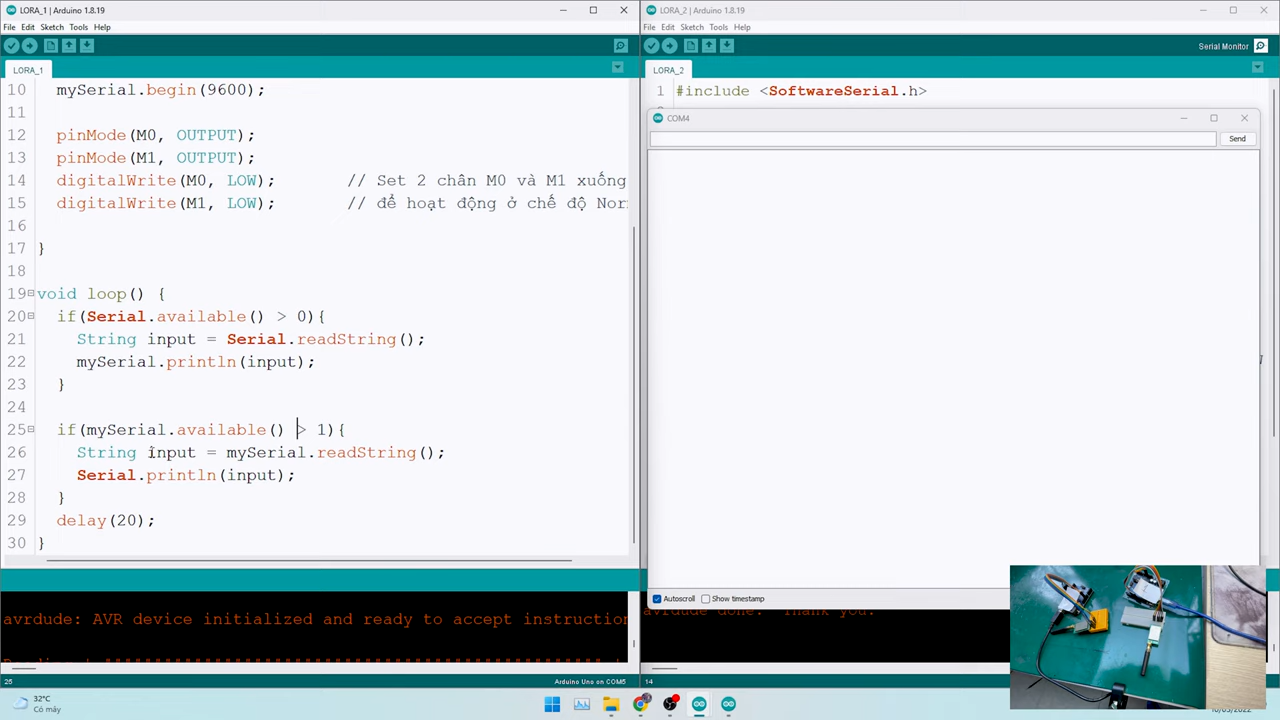 LORA_1 | Arduino 1.8.19
File Edit Sketch Tools Help
LORA_1
10 mySerial.begin(9600);
11
12 pinMode(M0, OUTPUT);
13 pinMode(M1, OUTPUT);
14 digitalWrite(M0, LOW); // Set 2 chân M0 và M1 xuống
15 digitalWrite(M1, LOW); // để hoạt động ở chế độ Nor
16
17 }
18
19 void loop() {
20 if(Serial.available() > 0){
21 String input = Serial.readString();
22 mySerial.println(input);
23 }
24
25 if(mySerial.available() > 1){
26 String input = mySerial.readString();
27 Serial.println(input);
28 }
29 delay(20);
30 }
avrdude: AVR device initialized and ready to accept instruction
25
Arduino Uno on COM5
LORA_2 | Arduino 1.8.19
File Edit Sketch Tools Help
Serial Monitor
LORA_2
1 #include <SoftwareSerial.h>
COM4
Send
Autoscroll Show timestamp
avrdude done. Thank you.
14
32°C
Có mây